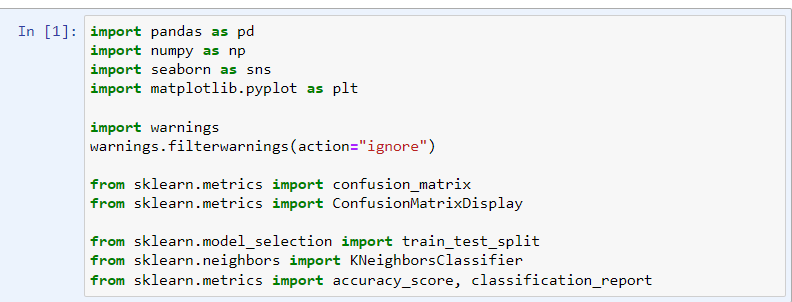 In [1]: import pandas as pd
import numpy as np
import seaborn as sns
import matplotlib.pyplot as plt
import warnings
warnings.filterwarnings(action="ignore")
from sklearn.metrics import confusion_matrix
from sklearn.metrics import ConfusionMatrixDisplay
from sklearn.model_selection import train_test_split
from sklearn.neighbors import KNeighborsClassifier
from sklearn.metrics import accuracy_score, classification_report